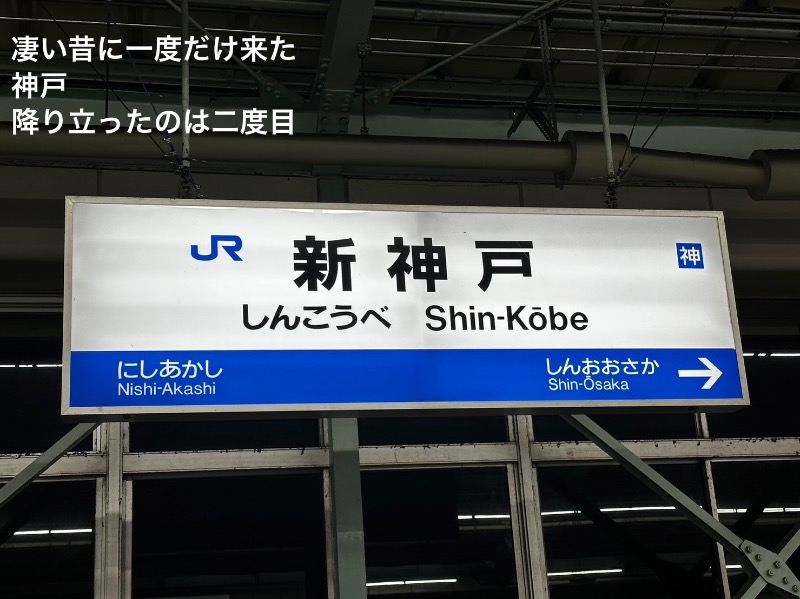 凄い昔に一度だけ来た
神戸
降り立ったのは二度目
JR 新神戸 神
しんこうべ Shin-Kōbe
にしあかし しんおおさか
Nishi-Akashi Shin-Ōsaka